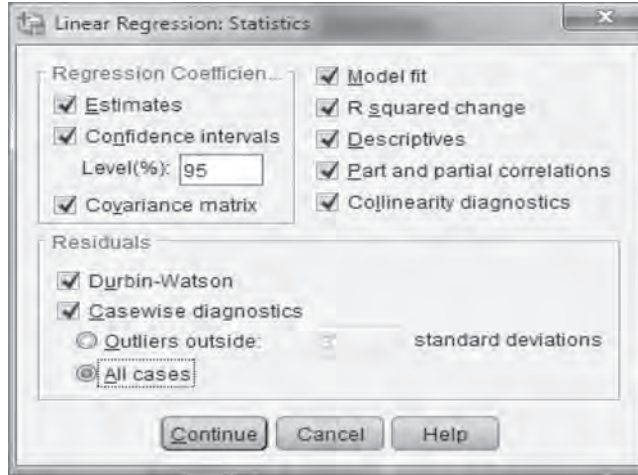 Linear Regression: Statistics
Regression Coefficien...
Estimates
Confidence intervals
Level(%): 95
Covariance matrix
Model fit
R squared change
Descriptives
Part and partial correlations
Collinearity diagnostics
Residuals
Durbin-Watson
Casewise diagnostics
Outliers outside: standard deviations
All cases
Continue Cancel Help